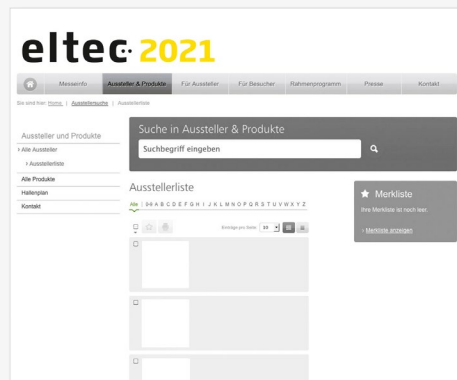 eltec 2021
Messeinfo
Aussteller & Produkte
Für Aussteller
Für Besucher
Rahmenprogramm
Presse
Kontakt
Sie sind hier: Home | Ausstellersuche | Ausstellerliste
Aussteller und Produkte
› Alle Aussteller
› Ausstellerliste
Alle Produkte
Hallenplan
Kontakt
Suche in Aussteller & Produkte
Suchbegriff eingeben
Ausstellerliste
Alle | 0-9 A B C D E F G H I J K L M N O P Q R S T U V W X Y Z
Einträge pro Seite:
Merkliste
Ihre Merkliste ist noch leer.
› Merkliste anzeigen